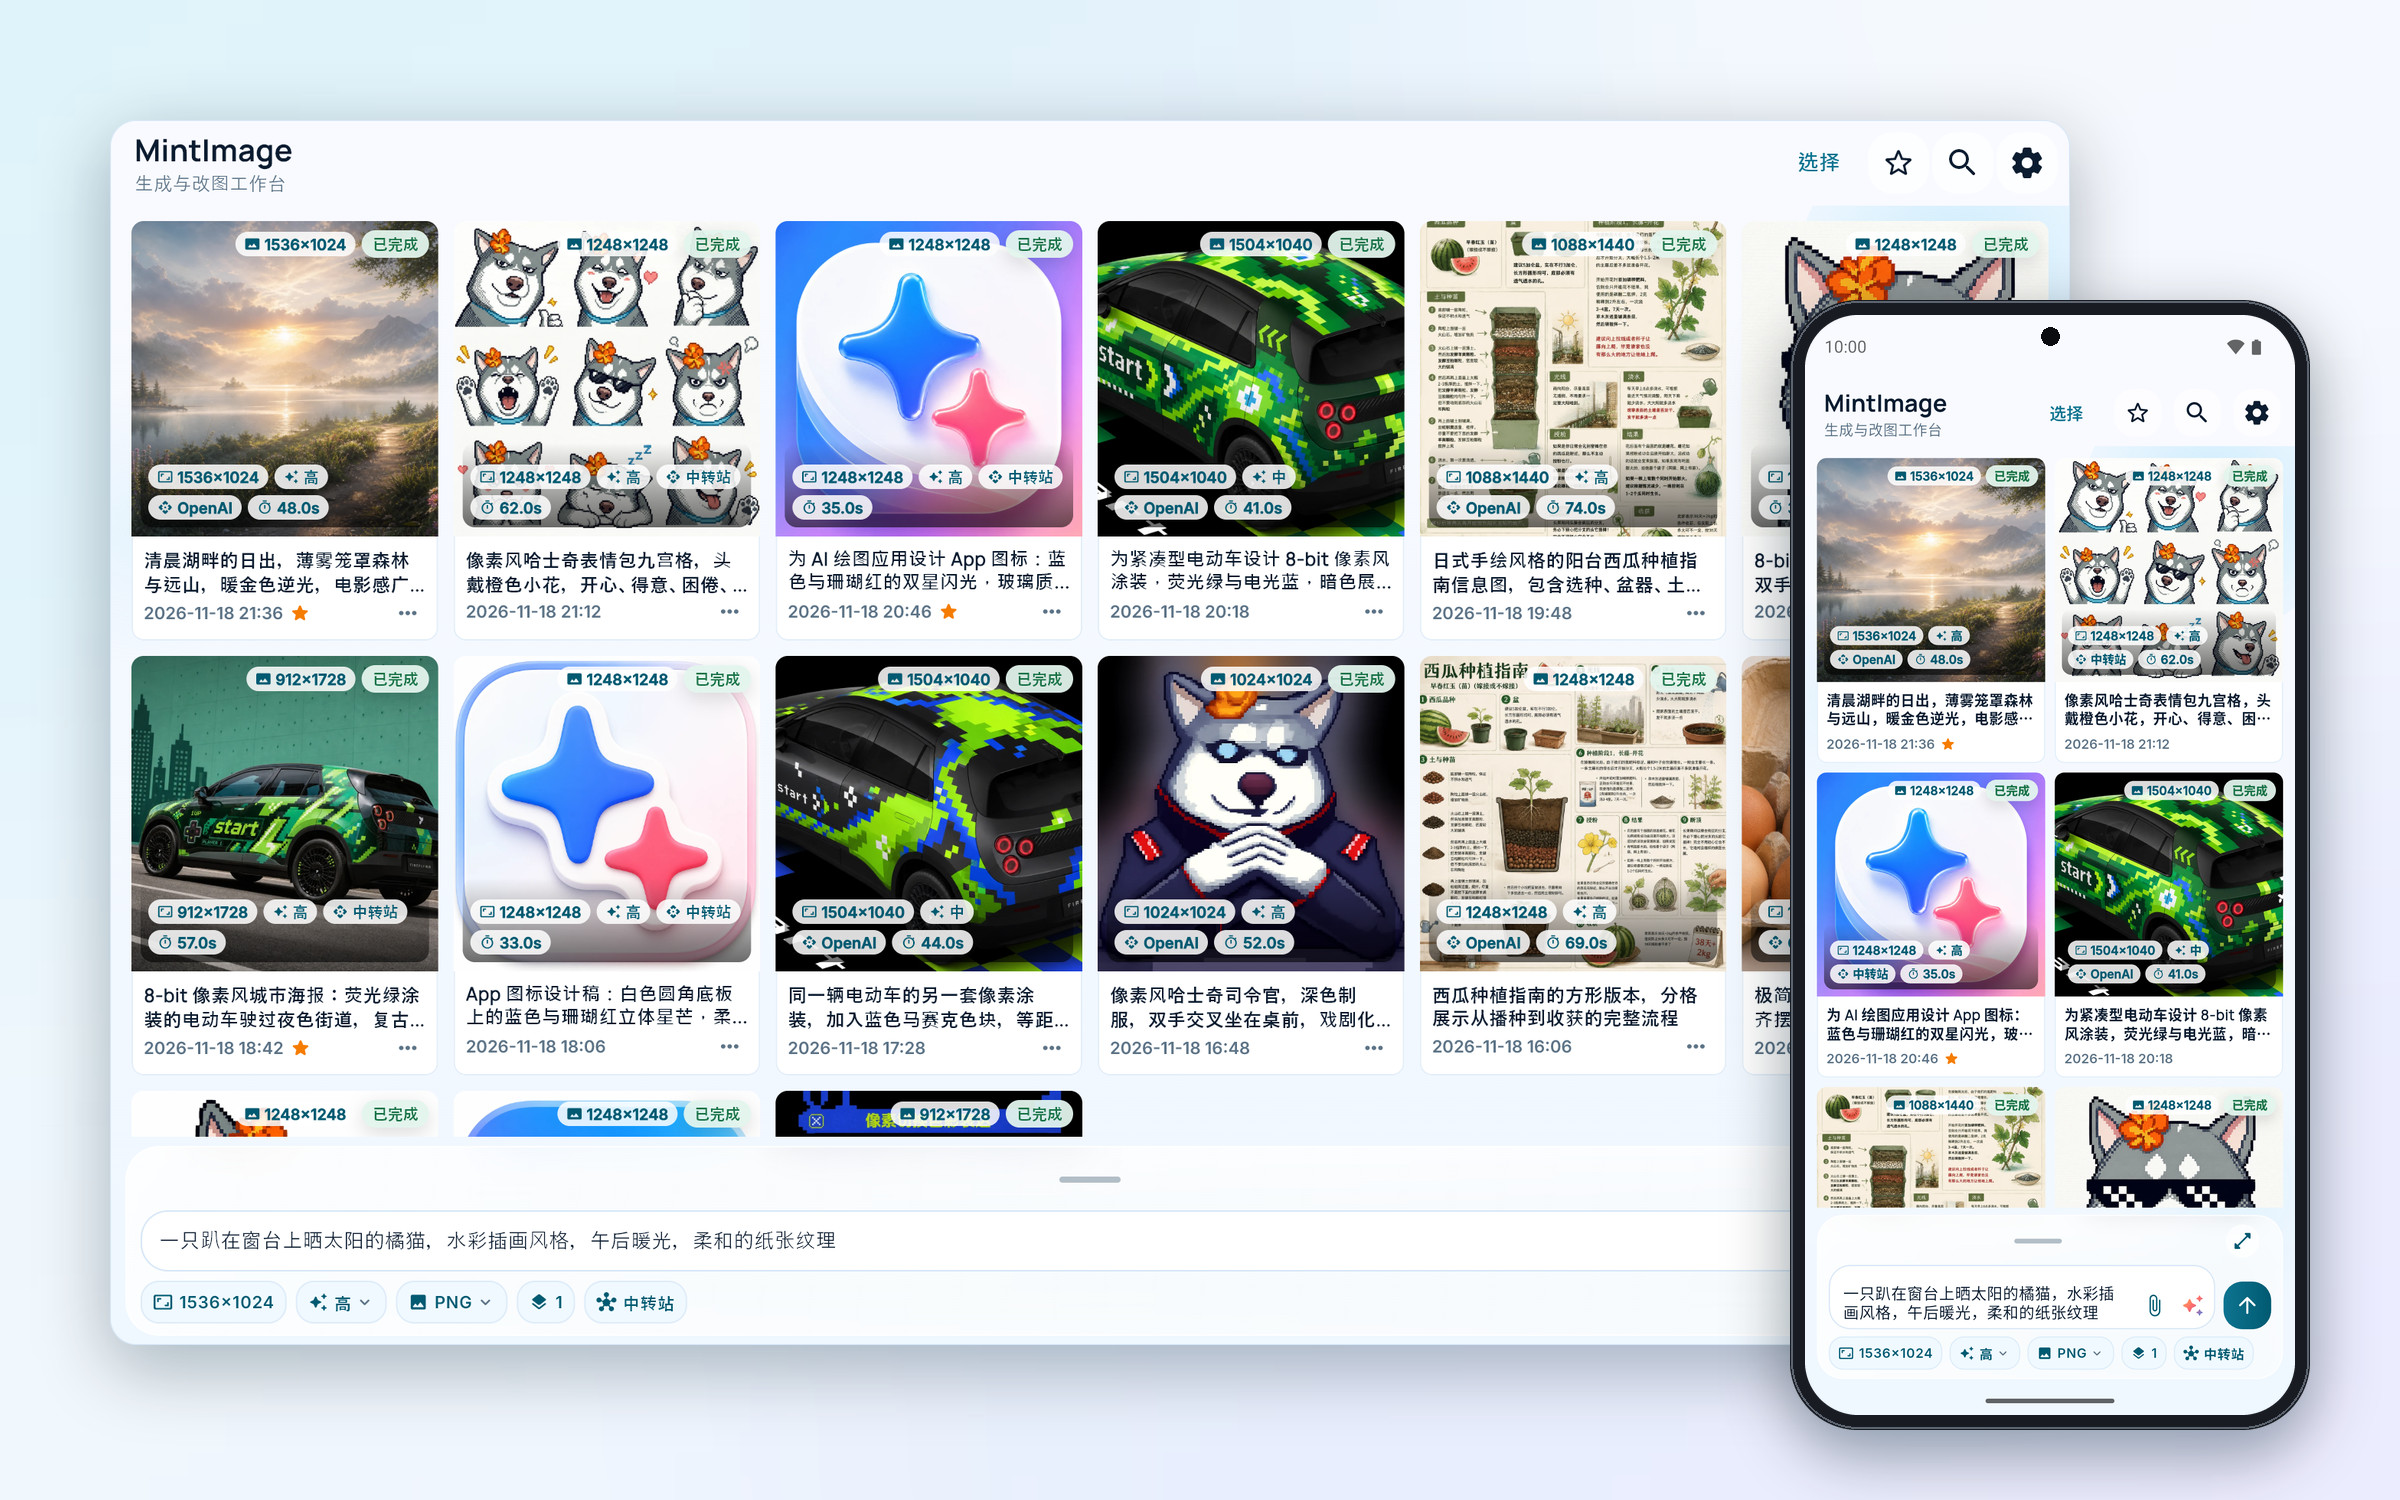 MintImage
生成与改图工作台
选择
1536×1024 已完成
1536×1024 高
OpenAI 48.0s
清晨湖畔的日出，薄雾笼罩森林
与远山，暖金色逆光，电影感广...
2026-11-18 21:36
1248×1248 已完成
1248×1248 高 中转站
62.0s
像素风哈士奇表情包九宫格，头
戴橙色小花，开心、得意、困倦、...
2026-11-18 21:12
1248×1248 已完成
1248×1248 高 中转站
35.0s
为 AI 绘图应用设计 App 图标：蓝
色与珊瑚红的双星闪光，玻璃质...
2026-11-18 20:46
1504×1040 已完成
start
1504×1040 中
OpenAI 41.0s
为紧凑型电动车设计 8-bit 像素风
涂装，荧光绿与电光蓝，暗色展...
2026-11-18 20:18
1088×1440 已完成
1088×1440 高
OpenAI 74.0s
日式手绘风格的阳台西瓜种植指
南信息图，包含选种、盆器、土...
2026-11-18 19:48
1248×1248 已完成
8-bi
双手
2026
912×1728 已完成
start
912×1728 高 中转站
57.0s
8-bit 像素风城市海报：荧光绿涂
装的电动车驶过夜色街道，复古...
2026-11-18 18:42
1248×1248 已完成
1248×1248 高 中转站
33.0s
App 图标设计稿：白色圆角底板
上的蓝色与珊瑚红立体星芒，柔...
2026-11-18 18:06
1504×1040 已完成
start
1504×1040 中
OpenAI 44.0s
同一辆电动车的另一套像素涂
装，加入蓝色马赛克色块，等距...
2026-11-18 17:28
1024×1024 已完成
1024×1024 高
OpenAI 52.0s
像素风哈士奇司令官，深色制
服，双手交叉坐在桌前，戏剧化...
2026-11-18 16:48
西瓜种植指南
1248×1248 已完成
1248×1248 高
OpenAI 69.0s
西瓜种植指南的方形版本，分格
展示从播种到收获的完整流程
2026-11-18 16:06
极简
齐摆
2026
1248×1248 已完成
1248×1248 已完成
912×1728 已完成
一只趴在窗台上晒太阳的橘猫，水彩插画风格，午后暖光，柔和的纸张纹理
1536×1024 高 PNG 1 中转站
10:00
MintImage
生成与改图工作台
选择
1536×1024 已完成
1536×1024 高
OpenAI 48.0s
清晨湖畔的日出，薄雾笼罩森林
与远山，暖金色逆光，电影感…
2026-11-18 21:36
1248×1248 已完成
1248×1248 高
中转站 62.0s
像素风哈士奇表情包九宫格，头
戴橙色小花，开心、得意、困…
2026-11-18 21:12
1248×1248 已完成
1248×1248 高
中转站 35.0s
为 AI 绘图应用设计 App 图标：
蓝色与珊瑚红的双星闪光，玻…
2026-11-18 20:46
1504×1040 已完成
start
1504×1040 中
OpenAI 41.0s
为紧凑型电动车设计 8-bit 像素
风涂装，荧光绿与电光蓝，暗…
2026-11-18 20:18
1088×1440 已完成
1248×1248 已完成
一只趴在窗台上晒太阳的橘猫，水彩插
画风格，午后暖光，柔和的纸张纹理
1536×1024 高 PNG 1 中转站